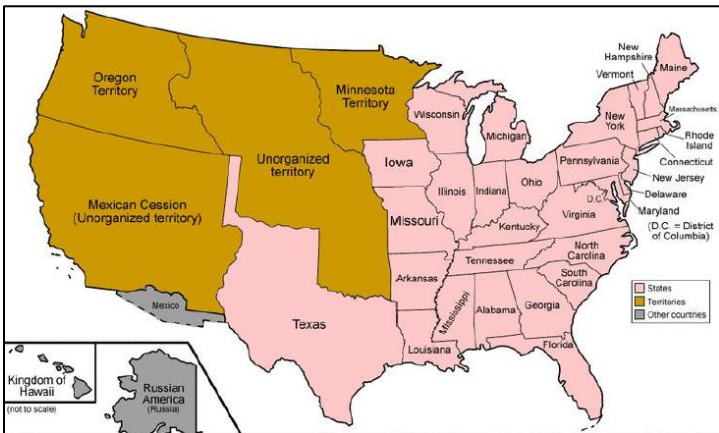 New
Hampshire
Vermont
Maine
Oregon
Territory
Minnesota
Territory
Wisconsin
Michigan
New
York
Massachusetts
Rhode
Island
Connecticut
Unorganized
territory
Iowa
Pennsylvania
New Jersey
Mexican Cession
(Unorganized territory)
Illinois
Indiana
Ohio
D.C.
Delaware
Maryland
(D.C. = District
of Columbia)
Missouri
Virginia
Kentucky
North
Carolina
Tennessee
Arkansas
South
Carolina
Mississippi
Alabama
Georgia
States
Territories
Other countries
Mexico
Texas
Louisiana
Florida
Kingdom of
Hawaii
(not to scale)
Russian
America
(Russia)